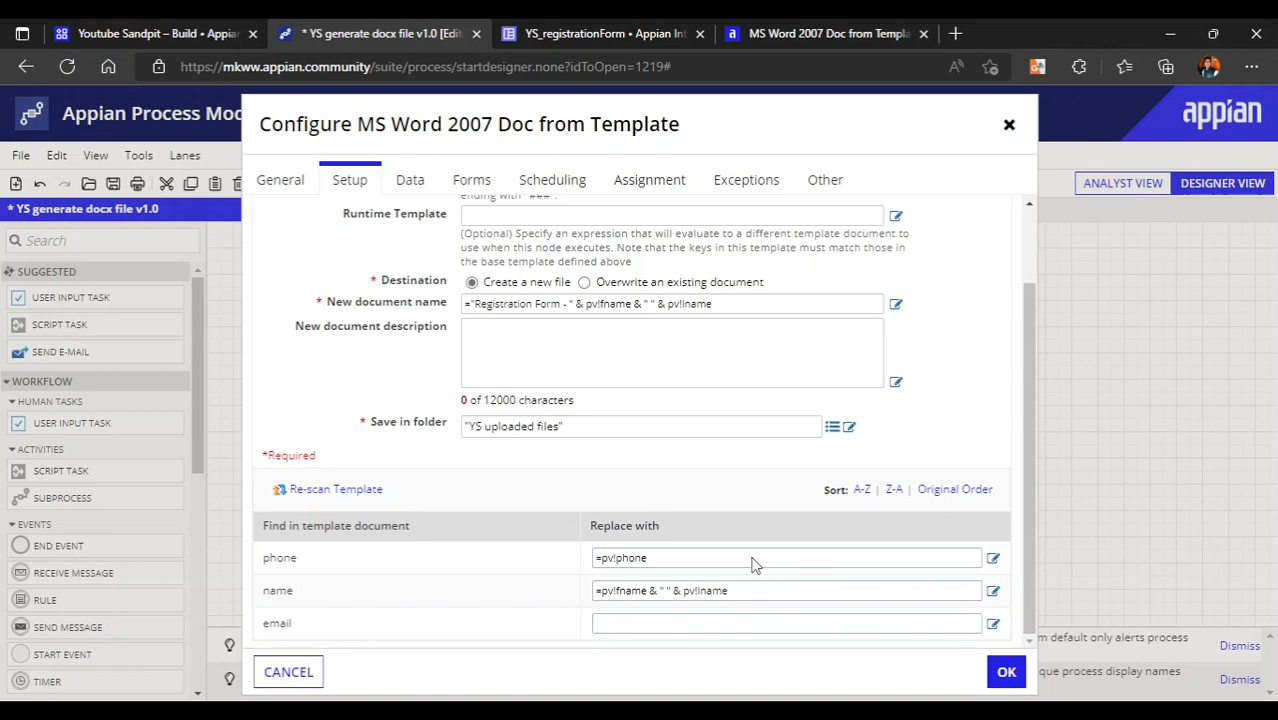 Youtube Sandpit – Build • Appian
* YS generate docx file v1.0 [Edit
YS_registrationForm • Appian Int
MS Word 2007 Doc from Templa
https://mkww.appian.community/suite/process/startdesigner.none?idToOpen=1219#
Appian Process Mod
appian
Configure MS Word 2007 Doc from Template
File Edit View Tools Lanes
General Setup Data Forms Scheduling Assignment Exceptions Other
ANALYST VIEW DESIGNER VIEW
* YS generate docx file v1.0
ending with "###".
Runtime Template
(Optional) Specify an expression that will evaluate to a different template document to
use when this node executes. Note that the keys in this template must match those in
the base template defined above
Search
SUGGESTED
USER INPUT TASK
SCRIPT TASK
SEND E-MAIL
WORKFLOW
HUMAN TASKS
USER INPUT TASK
ACTIVITIES
SCRIPT TASK
SUBPROCESS
EVENTS
END EVENT
RECEIVE MESSAGE
RULE
SEND MESSAGE
START EVENT
TIMER
* Destination Create a new file Overwrite an existing document
* New document name ="Registration Form - " & pv!fname & " " & pv!lname
New document description
0 of 12000 characters
* Save in folder "YS uploaded files"
*Required
Re-scan Template Sort: A-Z | Z-A | Original Order
Find in template document Replace with
phone =pv!phone
name =pv!fname & " " & pv!lname
email
CANCEL OK
m default only alerts process Dismiss
que process display names Dismiss